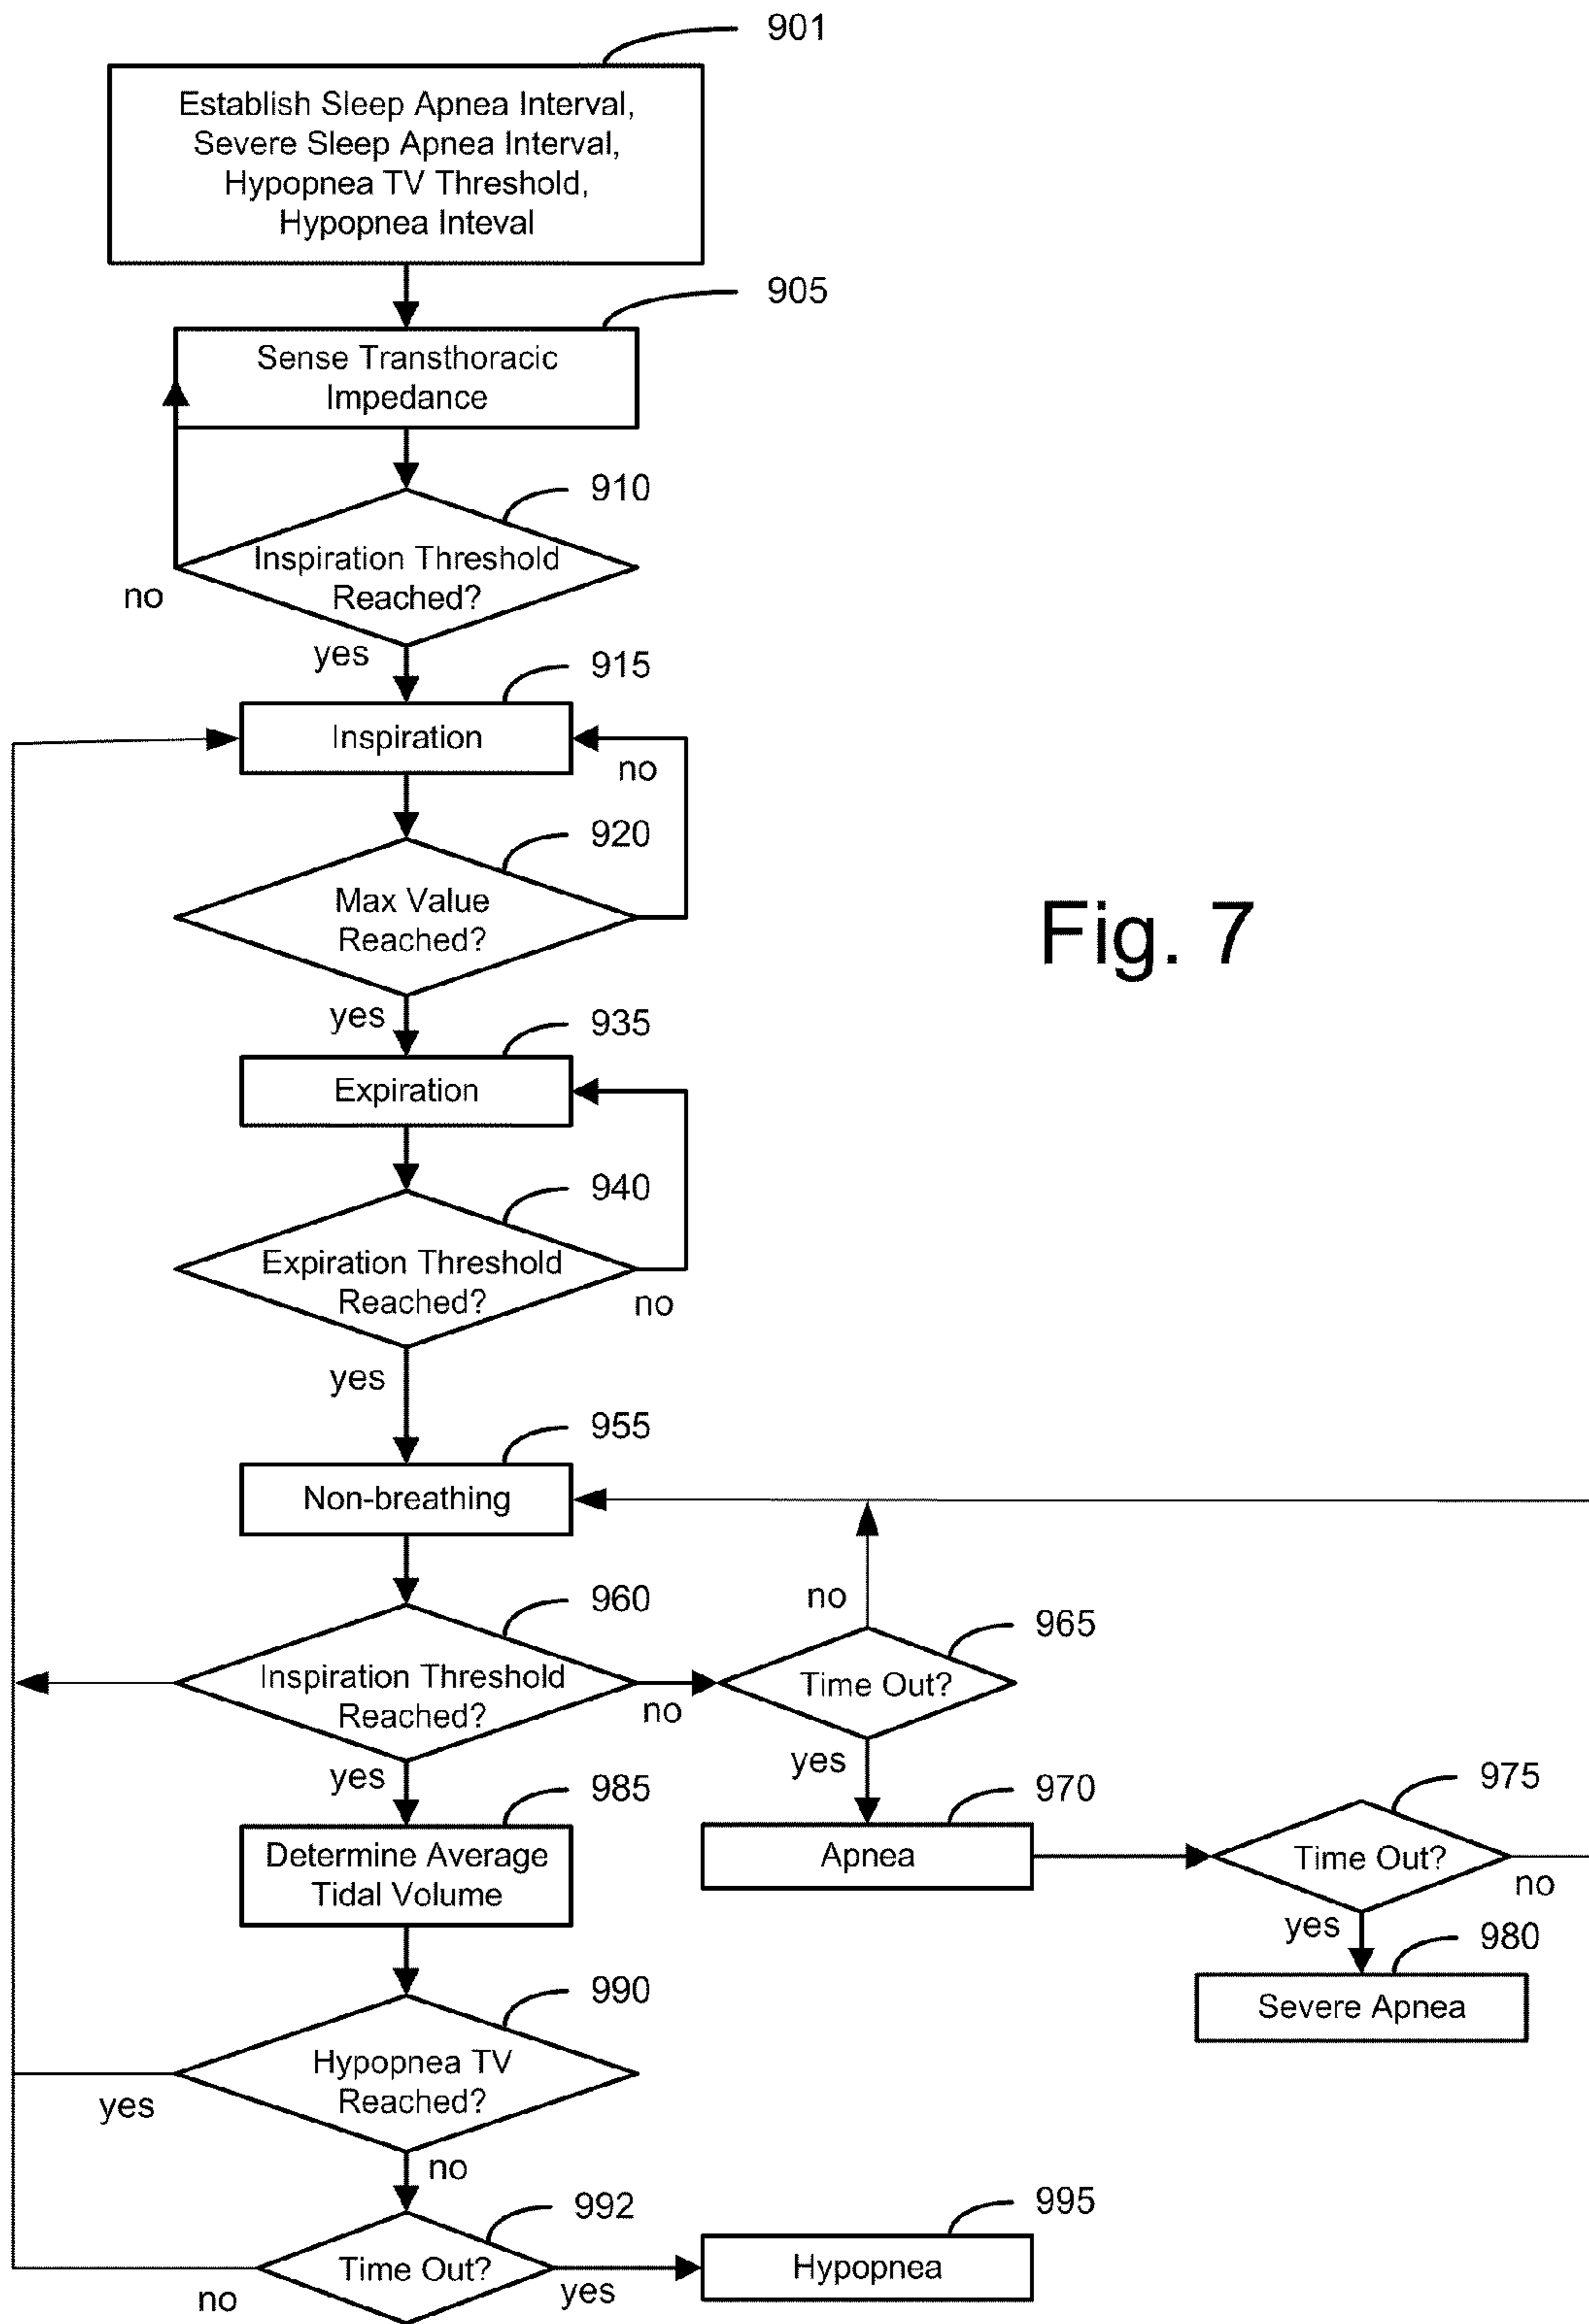 901
Establish Sleep Apnea Interval,
Severe Sleep Apnea Interval,
Hypopnea TV Threshold,
Hypopnea Inteval
905
Sense Transthoracic
Impedance
910
Inspiration Threshold
Reached?
no
yes
915
Inspiration
no
920
Max Value
Reached?
Fig. 7
yes
935
Expiration
940
Expiration Threshold
Reached?
no
yes
955
Non-breathing
960
no
965
Inspiration Threshold
Reached?
no
Time Out?
yes
yes
985
970
975
Determine Average
Tidal Volume
Apnea
Time Out?
no
yes
980
990
Severe Apnea
Hypopnea TV
Reached?
yes
no
992
995
Time Out?
Hypopnea
no
yes